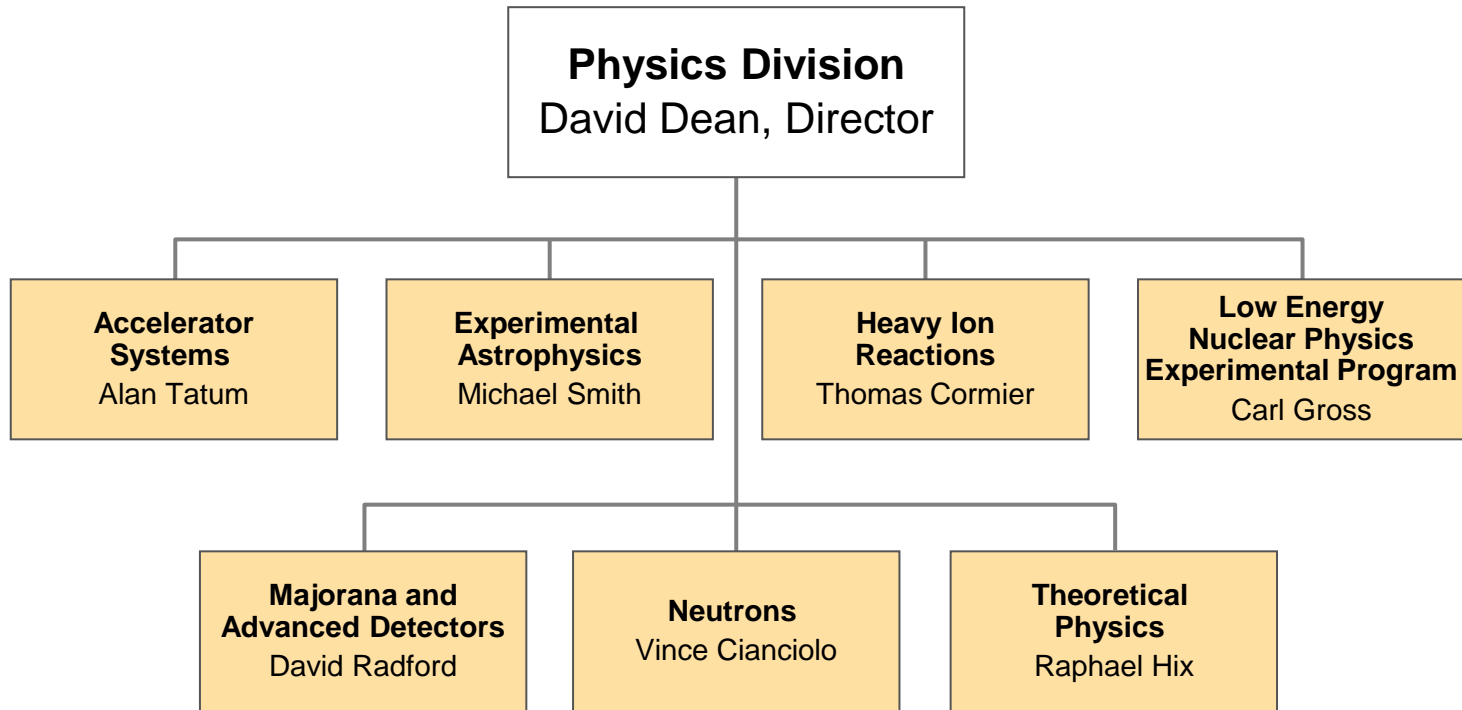 Physics Division
David Dean, Director
Accelerator
Systems
Alan Tatum
Experimental
Astrophysics
Michael Smith
Heavy Ion
Reactions
Thomas Cormier
Low Energy
Nuclear Physics
Experimental Program
Carl Gross
Majorana and
Advanced Detectors
David Radford
Neutrons
Vince Cianciolo
Theoretical
Physics
Raphael Hix